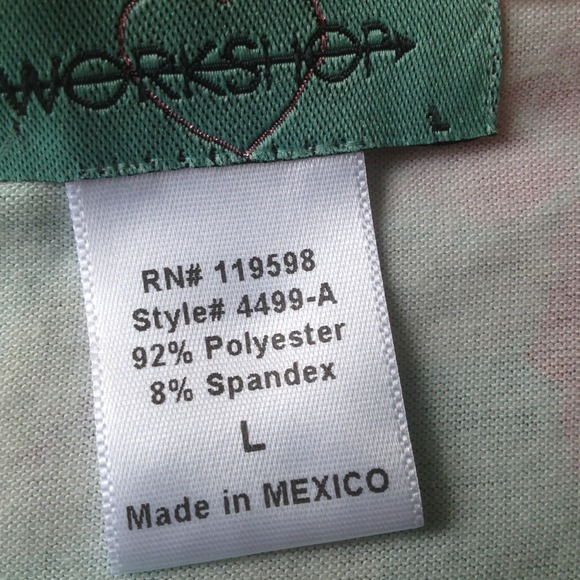 WORKSHOP
L
RN# 119598
Style# 4499-A
92% Polyester
8% Spandex
L
Made in MEXICO